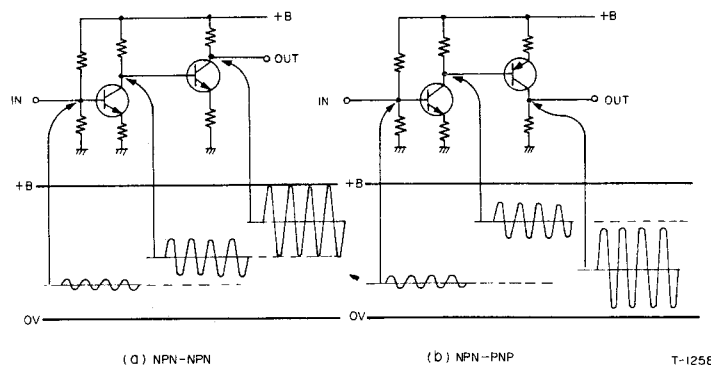 +B
OUT
IN
+B
0V
(a) NPN-NPN
+B
IN
OUT
+B
0V
(b) NPN-PNP
T-1258